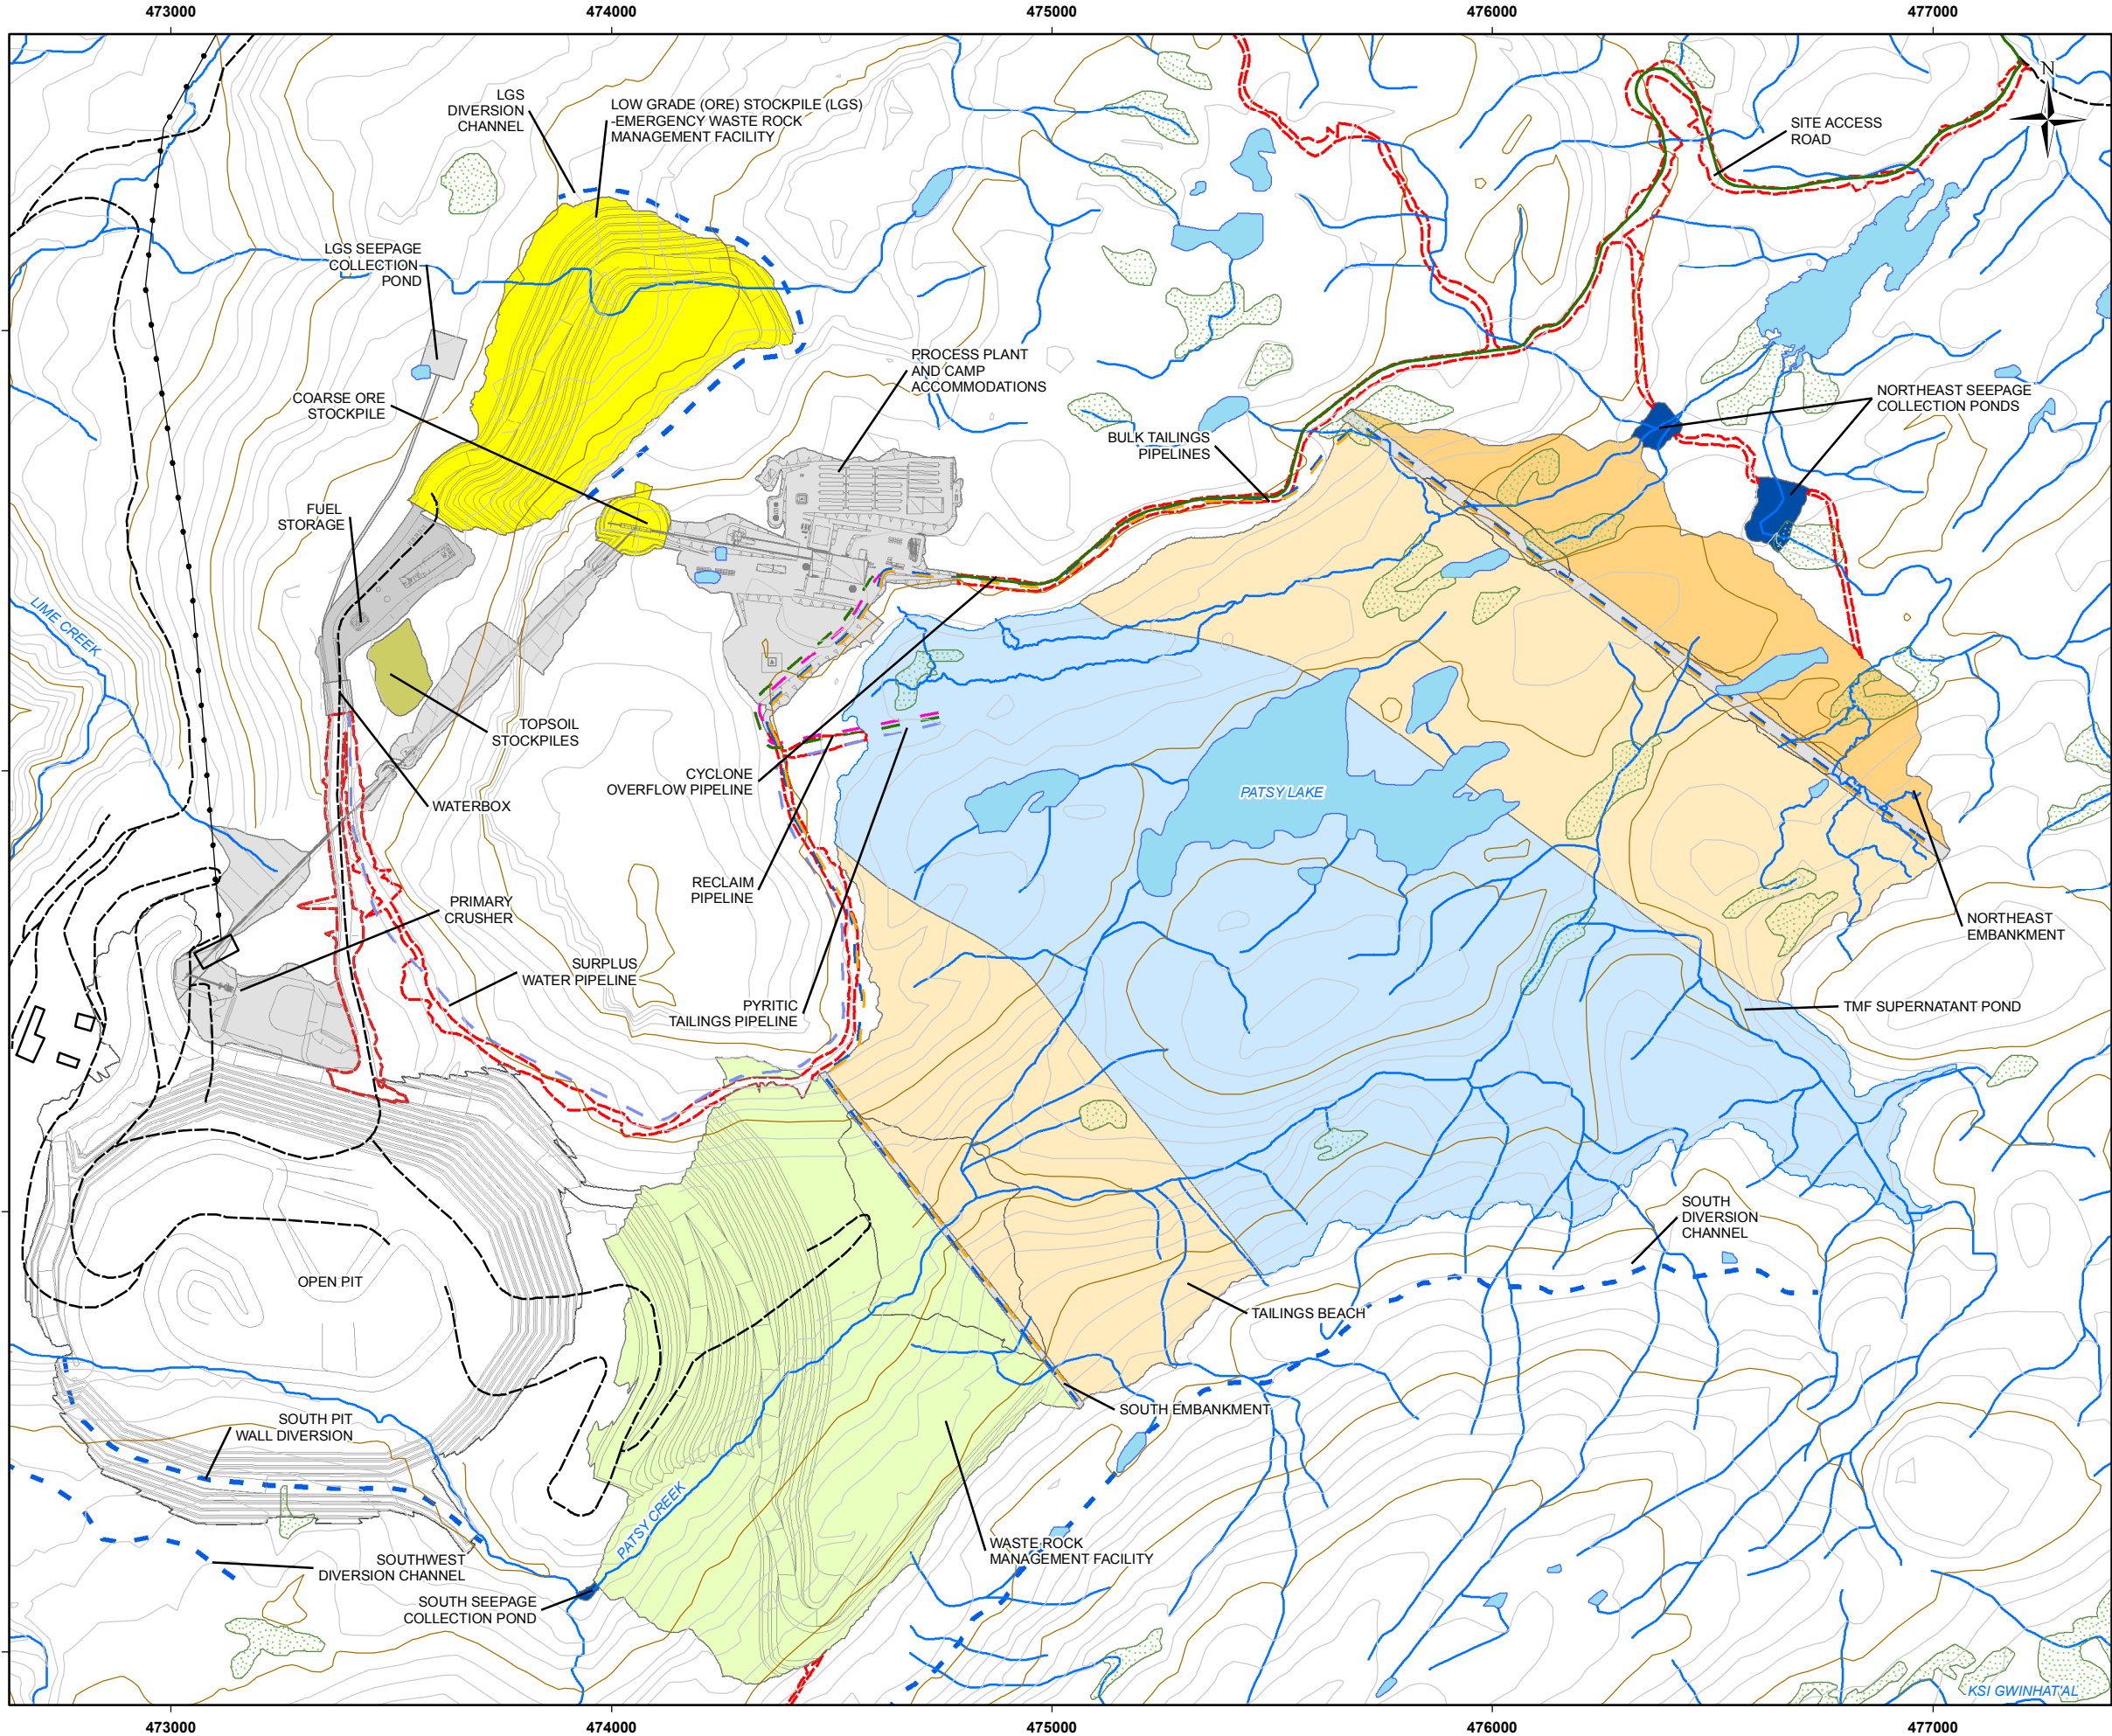 473000
474000
475000
476000
477000
N
LGS
DIVERSION
CHANNEL
LOW GRADE (ORE) STOCKPILE (LGS)
-EMERGENCY WASTE ROCK
MANAGEMENT FACILITY
SITE ACCESS
ROAD
LGS SEEPAGE
COLLECTION
POND
PROCESS PLANT
AND CAMP
ACCOMMODATIONS
COARSE ORE
STOCKPILE
NORTHEAST SEEPAGE
COLLECTION PONDS
BULK TAILINGS
PIPELINES
FUEL
STORAGE
LIME CREEK
TOPSOIL
STOCKPILES
CYCLONE
OVERFLOW PIPELINE
PATSY LAKE
WATERBOX
RECLAIM
PIPELINE
PRIMARY
CRUSHER
NORTHEAST
EMBANKMENT
SURPLUS
WATER PIPELINE
PYRITIC
TAILINGS PIPELINE
TMF SUPERNATANT POND
SOUTH
DIVERSION
CHANNEL
OPEN PIT
TAILINGS BEACH
SOUTH EMBANKMENT
SOUTH PIT
WALL DIVERSION
PATSY CREEK
WASTE ROCK
MANAGEMENT FACILITY
SOUTHWEST
DIVERSION CHANNEL
SOUTH SEEPAGE
COLLECTION POND
KSI GWINHAT'AL
473000
474000
475000
476000
477000